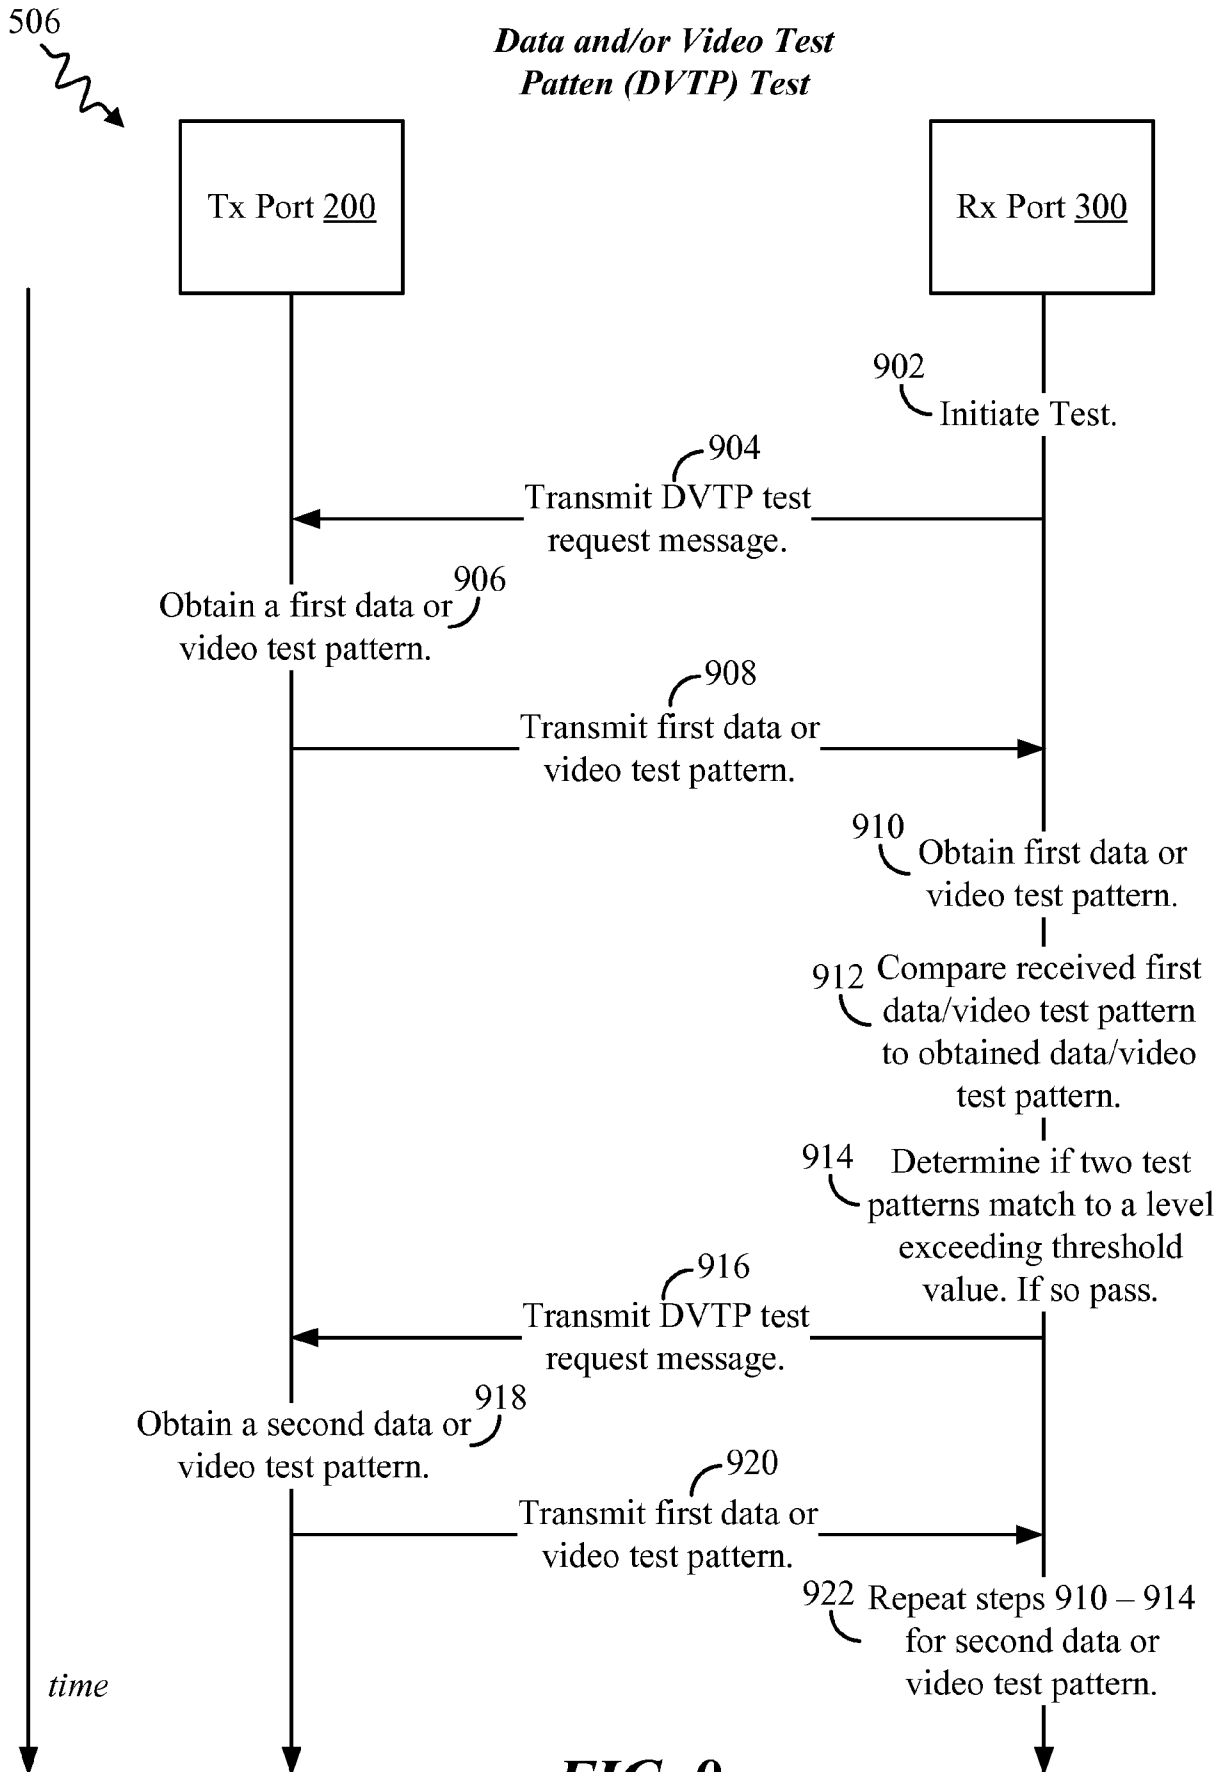 506
Data and/or Video Test
Patten (DVTP) Test
Tx Port 200
Rx Port 300
902
Initiate Test.
904
Transmit DVTP test
request message.
906
Obtain a first data or
video test pattern.
908
Transmit first data or
video test pattern.
910
Obtain first data or
video test pattern.
912
Compare received first
data/video test pattern
to obtained data/video
test pattern.
914
Determine if two test
patterns match to a level
exceeding threshold
value. If so pass.
916
Transmit DVTP test
request message.
918
Obtain a second data or
video test pattern.
920
Transmit first data or
video test pattern.
922
Repeat steps 910 – 914
for second data or
video test pattern.
time
FIG. 9